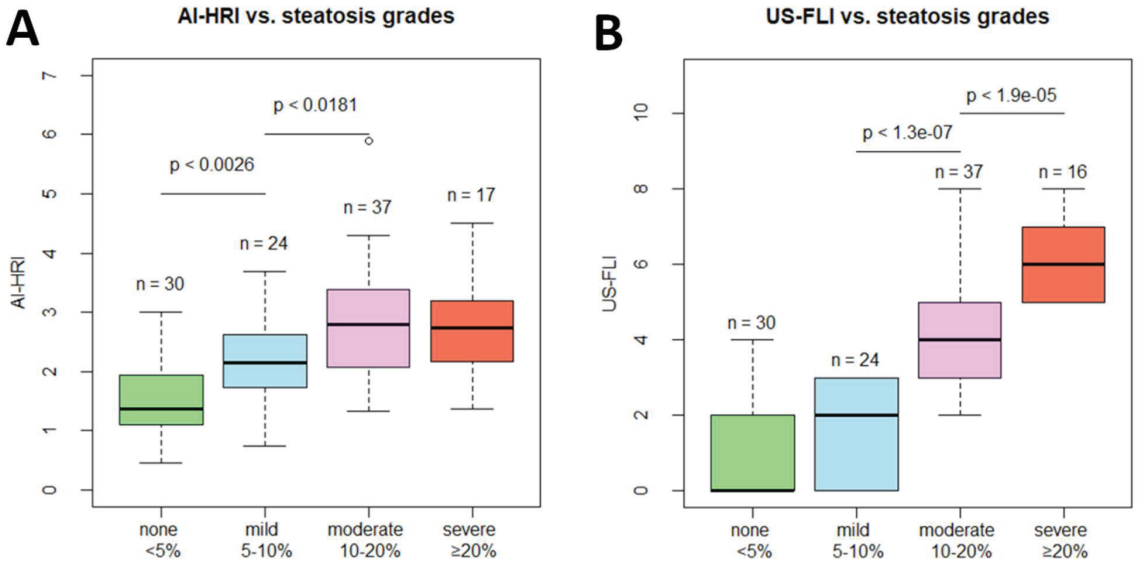 A
AI-HRI vs. steatosis grades
AI-HRI
7
6
5
4
3
2
1
0
p < 0.0181
p < 0.0026
n = 30
n = 24
n = 37
n = 17
none
<5%
mild
5-10%
moderate
10-20%
severe
≥20%
B
US-FLI vs. steatosis grades
US-FLI
10
8
6
4
2
0
p < 1.9e-05
p < 1.3e-07
n = 30
n = 24
n = 37
n = 16
none
<5%
mild
5-10%
moderate
10-20%
severe
≥20%